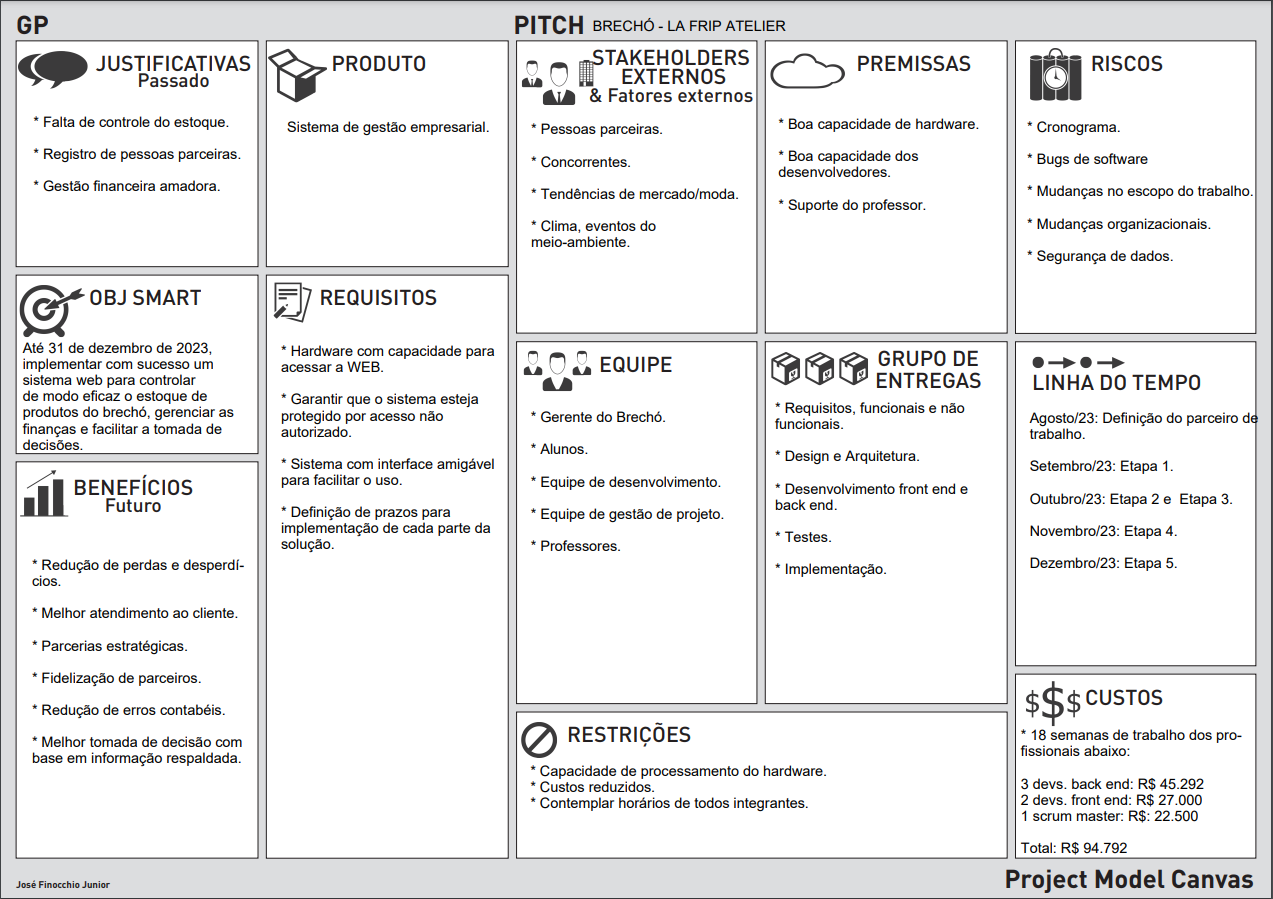 GP
PITCH BRECHÓ - LA FRIP ATELIER
JUSTIFICATIVAS
Passado
* Falta de controle do estoque.
* Registro de pessoas parceiras.
* Gestão financeira amadora.
PRODUTO
Sistema de gestão empresarial.
STAKEHOLDERS
EXTERNOS
& Fatores externos
* Pessoas parceiras.
* Concorrentes.
* Tendências de mercado/moda.
* Clima, eventos do
meio-ambiente.
PREMISSAS
* Boa capacidade de hardware.
* Boa capacidade dos
desenvolvedores.
* Suporte do professor.
RISCOS
* Cronograma.
* Bugs de software
* Mudanças no escopo do trabalho.
* Mudanças organizacionais.
* Segurança de dados.
OBJ SMART
Até 31 de dezembro de 2023,
implementar com sucesso um
sistema web para controlar
de modo eficaz o estoque de
produtos do brechó, gerenciar as
finanças e facilitar a tomada de
decisões.
REQUISITOS
* Hardware com capacidade para
acessar a WEB.
* Garantir que o sistema esteja
protegido por acesso não
autorizado.
* Sistema com interface amigável
para facilitar o uso.
* Definição de prazos para
implementação de cada parte da
solução.
EQUIPE
* Gerente do Brechó.
* Alunos.
* Equipe de desenvolvimento.
* Equipe de gestão de projeto.
* Professores.
GRUPO DE
ENTREGAS
* Requisitos, funcionais e não
funcionais.
* Design e Arquitetura.
* Desenvolvimento front end e
back end.
* Testes.
* Implementação.
LINHA DO TEMPO
Agosto/23: Definição do parceiro de
trabalho.
Setembro/23: Etapa 1.
Outubro/23: Etapa 2 e  Etapa 3.
Novembro/23: Etapa 4.
Dezembro/23: Etapa 5.
BENEFÍCIOS
Futuro
* Redução de perdas e desperdí-
cios.
* Melhor atendimento ao cliente.
* Parcerias estratégicas.
* Fidelização de parceiros.
* Redução de erros contabéis.
* Melhor tomada de decisão com
base em informação respaldada.
RESTRIÇÕES
* Capacidade de processamento do hardware.
* Custos reduzidos.
* Contemplar horários de todos integrantes.
$$$ CUSTOS
* 18 semanas de trabalho dos pro-
fissionais abaixo:
3 devs. back end: R$ 45.292
2 devs. front end: R$ 27.000
1 scrum master: R$: 22.500
Total: R$ 94.792
José Finocchio Junior
Project Model Canvas